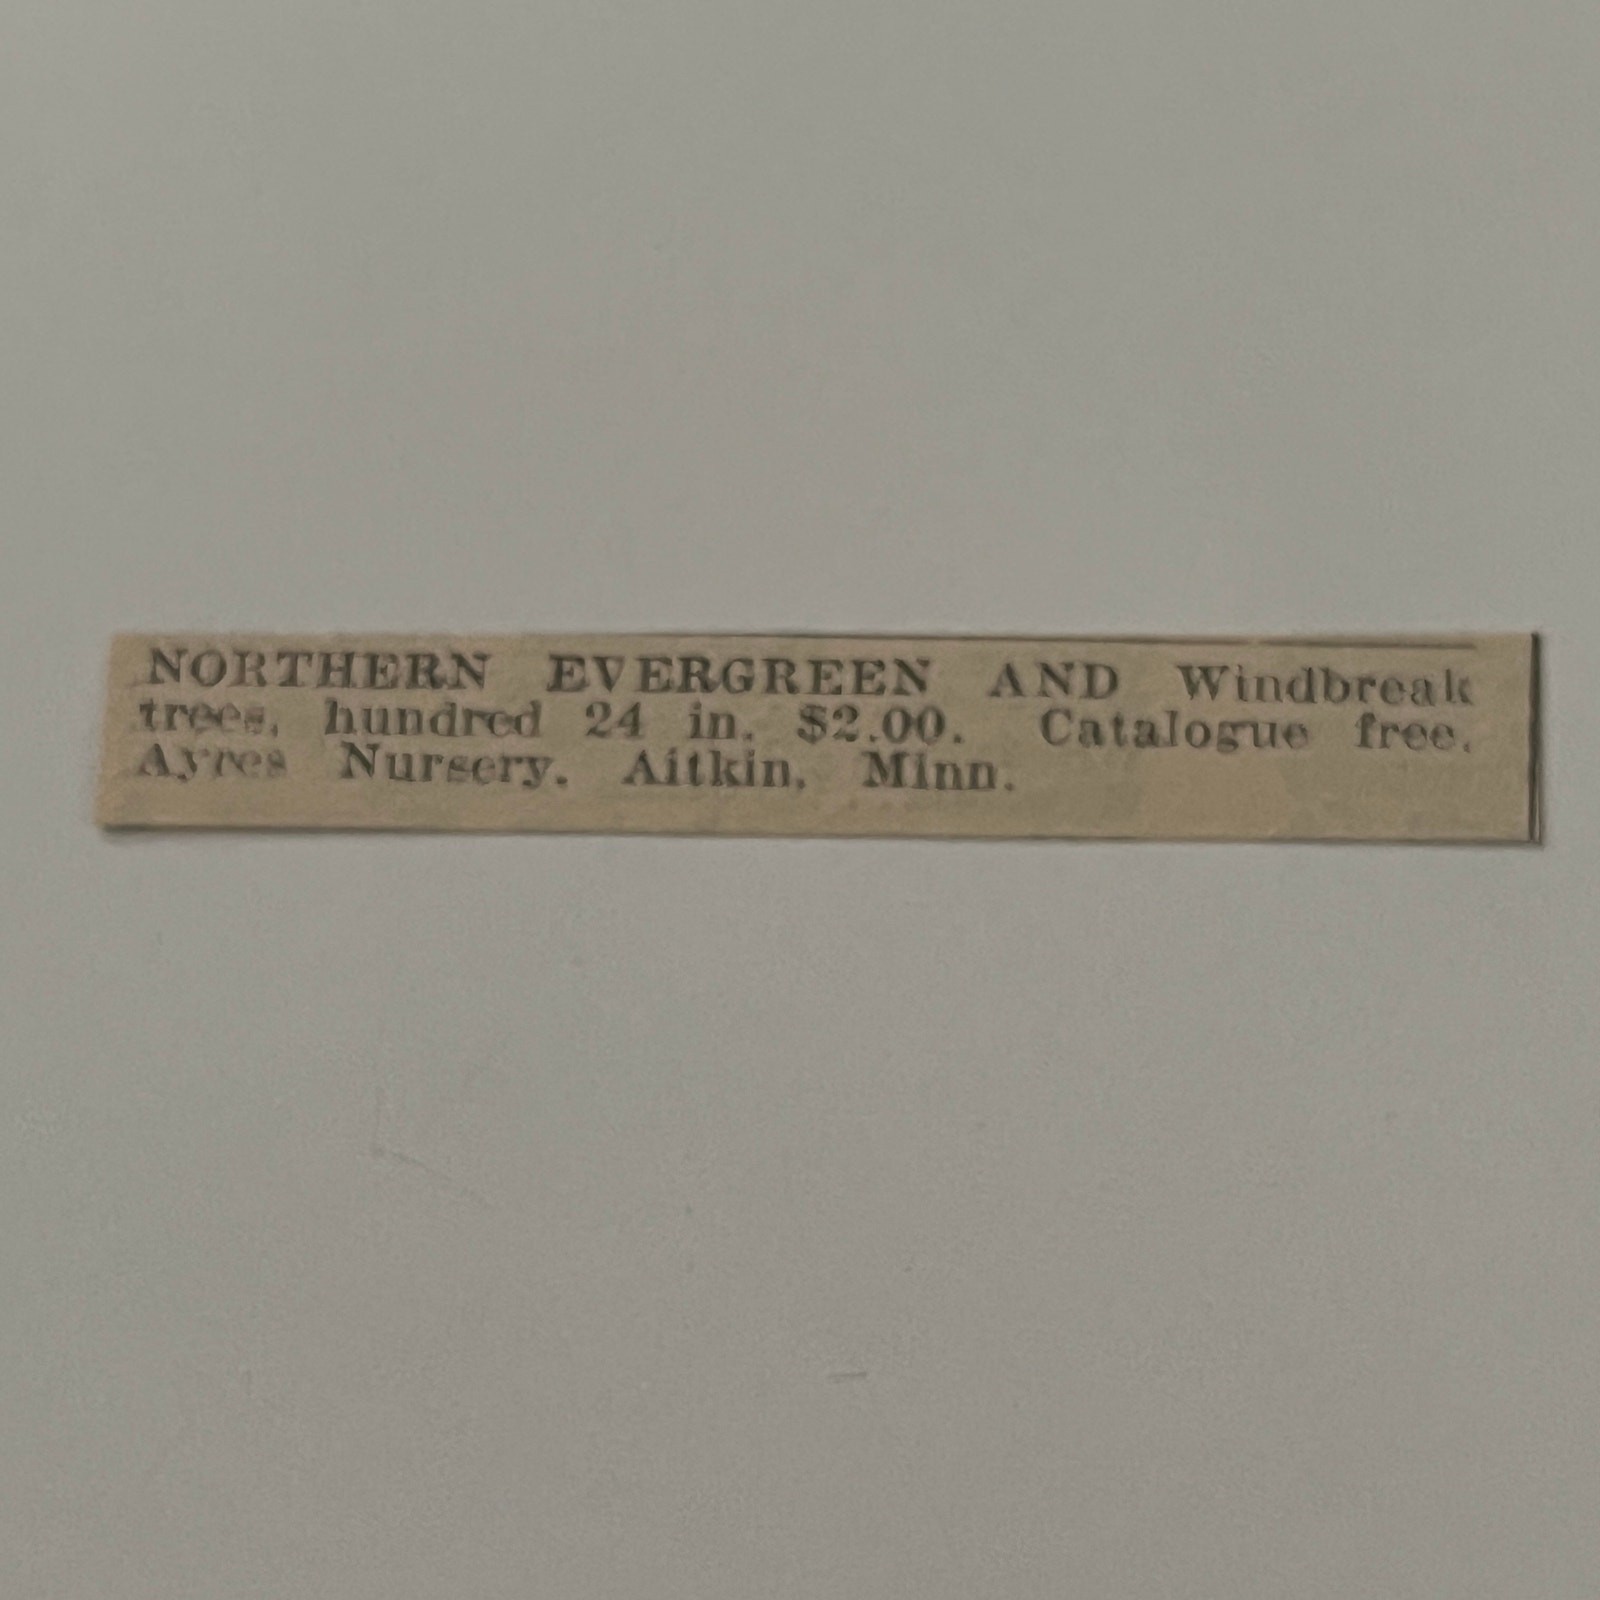 NORTHERN EVERGREEN AND Windbreak
trees, hundred 24 in. $2.00. Catalogue free.
Ayres Nursery. Aitkin, Minn.